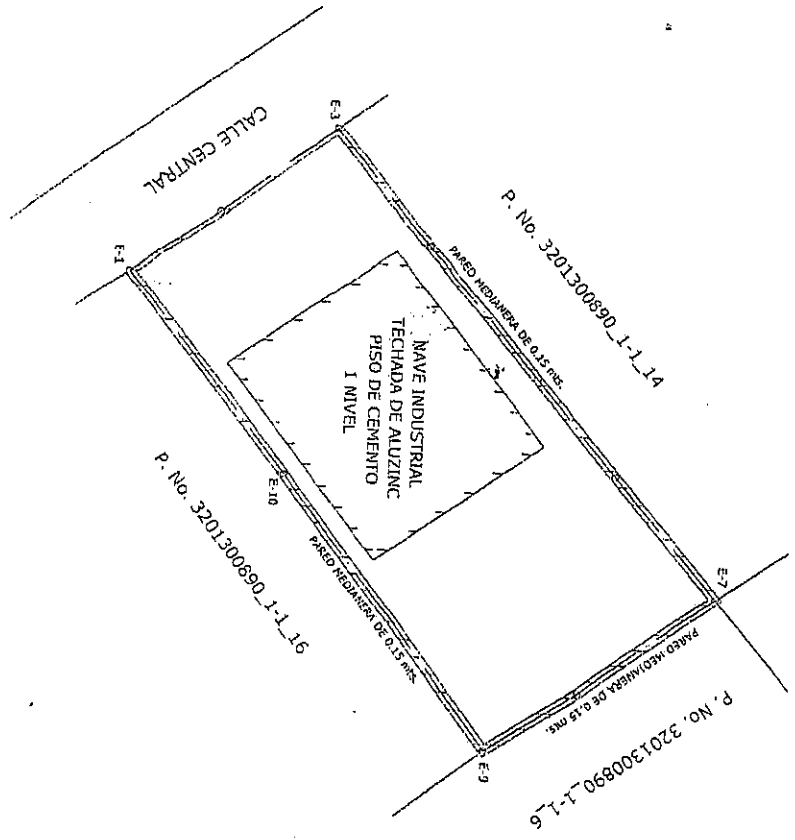 CALLE CENTRAL
E-3
E-1
P. No. 3201300890_1-1_14
PARED MEDIANERA DE 0.15 mts.
NAVE INDUSTRIAL
TECHADA DE ALUZINC
PISO DE CEMENTO
1 NIVEL
E-10
P. No. 3201300890_1-1_16
PARED MEDIANERA DE 0.15 mts.
E-7
PARED MEDIANERA DE 0.15 mts.
P. No. 3201300890_1-1_6
E-9